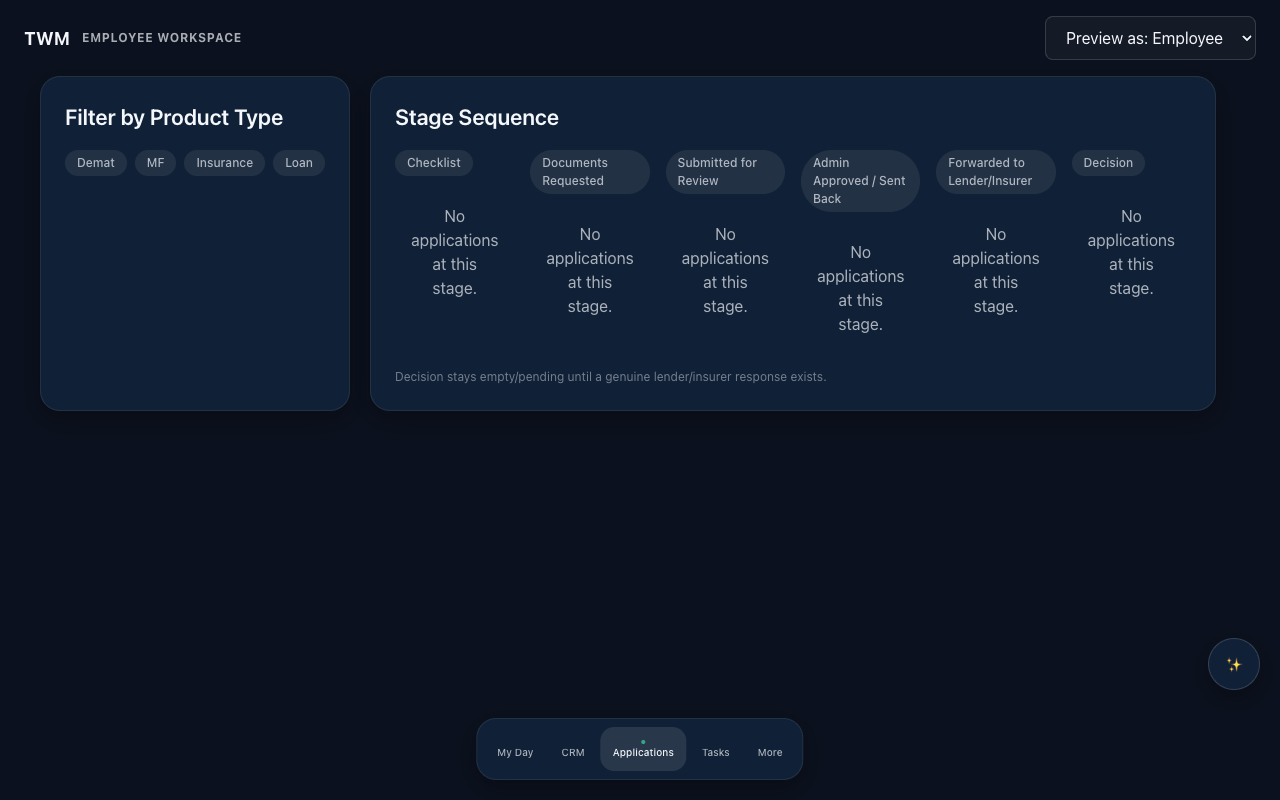 TWM EMPLOYEE WORKSPACE
Preview as: Employee
Filter by Product Type
Demat
MF
Insurance
Loan
Stage Sequence
Checklist
No
applications
at this
stage.
Documents
Requested
No
applications
at this
stage.
Submitted for
Review
No
applications
at this
stage.
Admin
Approved / Sent
Back
No
applications
at this
stage.
Forwarded to
Lender/Insurer
No
applications
at this
stage.
Decision
No
applications
at this
stage.
Decision stays empty/pending until a genuine lender/insurer response exists.
My Day
CRM
Applications
Tasks
More